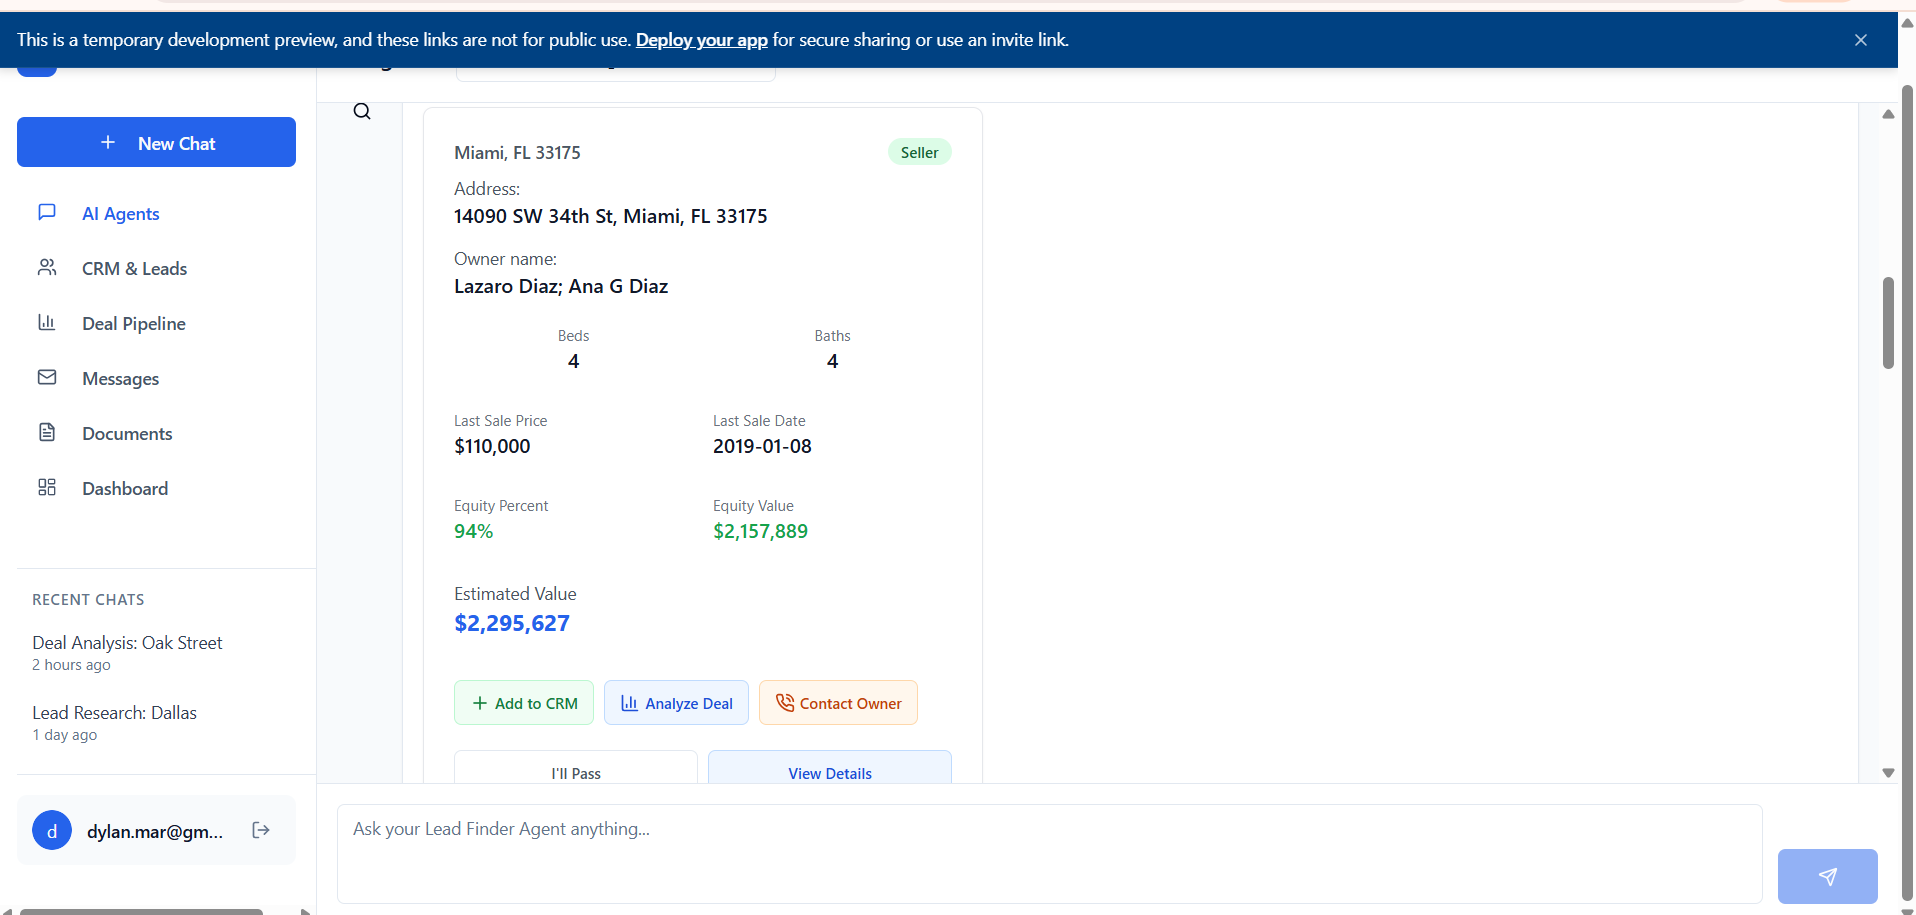 This is a temporary development preview, and these links are not for public use. Deploy your app for secure sharing or use an invite link.
New Chat
AI Agents
CRM & Leads
Deal Pipeline
Messages
Documents
Dashboard
RECENT CHATS
Deal Analysis: Oak Street
2 hours ago
Lead Research: Dallas
1 day ago
d
dylan.mar@gm...
Miami, FL 33175
Seller
Address:
14090 SW 34th St, Miami, FL 33175
Owner name:
Lazaro Diaz; Ana G Diaz
Beds
4
Baths
4
Last Sale Price
$110,000
Last Sale Date
2019-01-08
Equity Percent
94%
Equity Value
$2,157,889
Estimated Value
$2,295,627
Add to CRM
Analyze Deal
Contact Owner
I'll Pass
View Details
Ask your Lead Finder Agent anything...